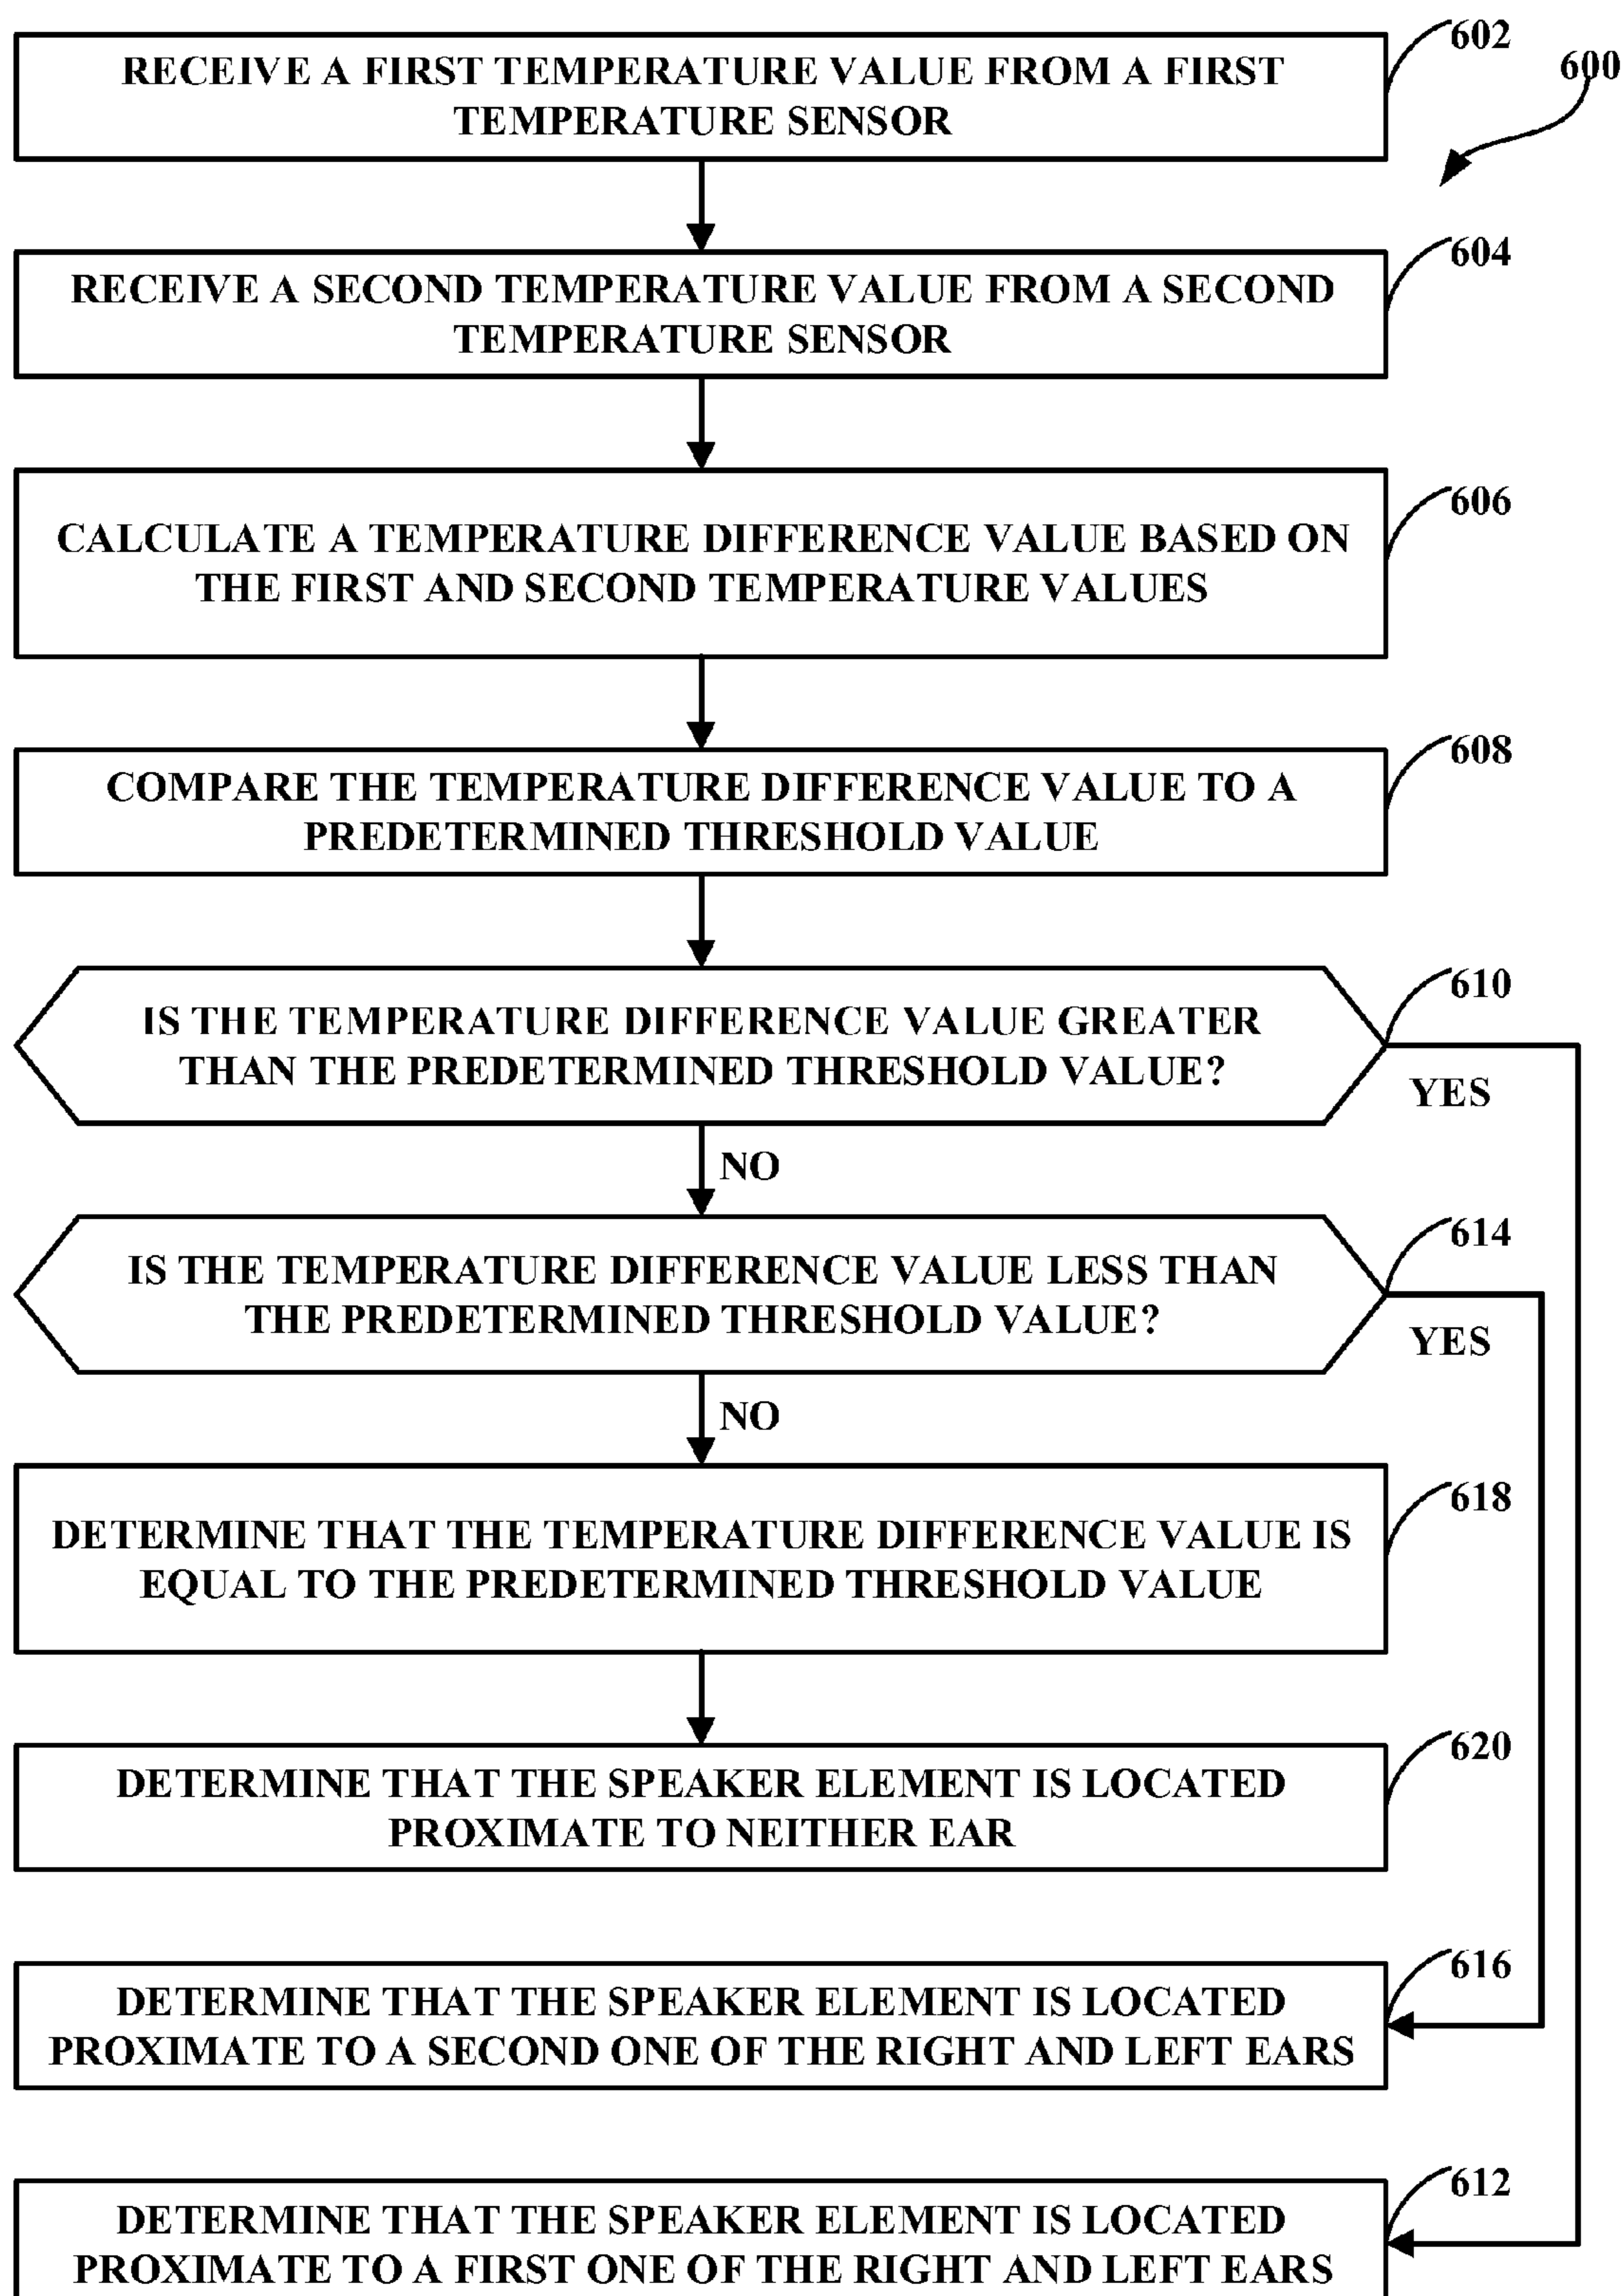 602
600
RECEIVE A FIRST TEMPERATURE VALUE FROM A FIRST
TEMPERATURE SENSOR
604
RECEIVE A SECOND TEMPERATURE VALUE FROM A SECOND
TEMPERATURE SENSOR
606
CALCULATE A TEMPERATURE DIFFERENCE VALUE BASED ON
THE FIRST AND SECOND TEMPERATURE VALUES
608
COMPARE THE TEMPERATURE DIFFERENCE VALUE TO A
PREDETERMINED THRESHOLD VALUE
610
IS THE TEMPERATURE DIFFERENCE VALUE GREATER
THAN THE PREDETERMINED THRESHOLD VALUE?
YES
NO
614
IS THE TEMPERATURE DIFFERENCE VALUE LESS THAN
THE PREDETERMINED THRESHOLD VALUE?
YES
NO
618
DETERMINE THAT THE TEMPERATURE DIFFERENCE VALUE IS
EQUAL TO THE PREDETERMINED THRESHOLD VALUE
620
DETERMINE THAT THE SPEAKER ELEMENT IS LOCATED
PROXIMATE TO NEITHER EAR
616
DETERMINE THAT THE SPEAKER ELEMENT IS LOCATED
PROXIMATE TO A SECOND ONE OF THE RIGHT AND LEFT EARS
612
DETERMINE THAT THE SPEAKER ELEMENT IS LOCATED
PROXIMATE TO A FIRST ONE OF THE RIGHT AND LEFT EARS